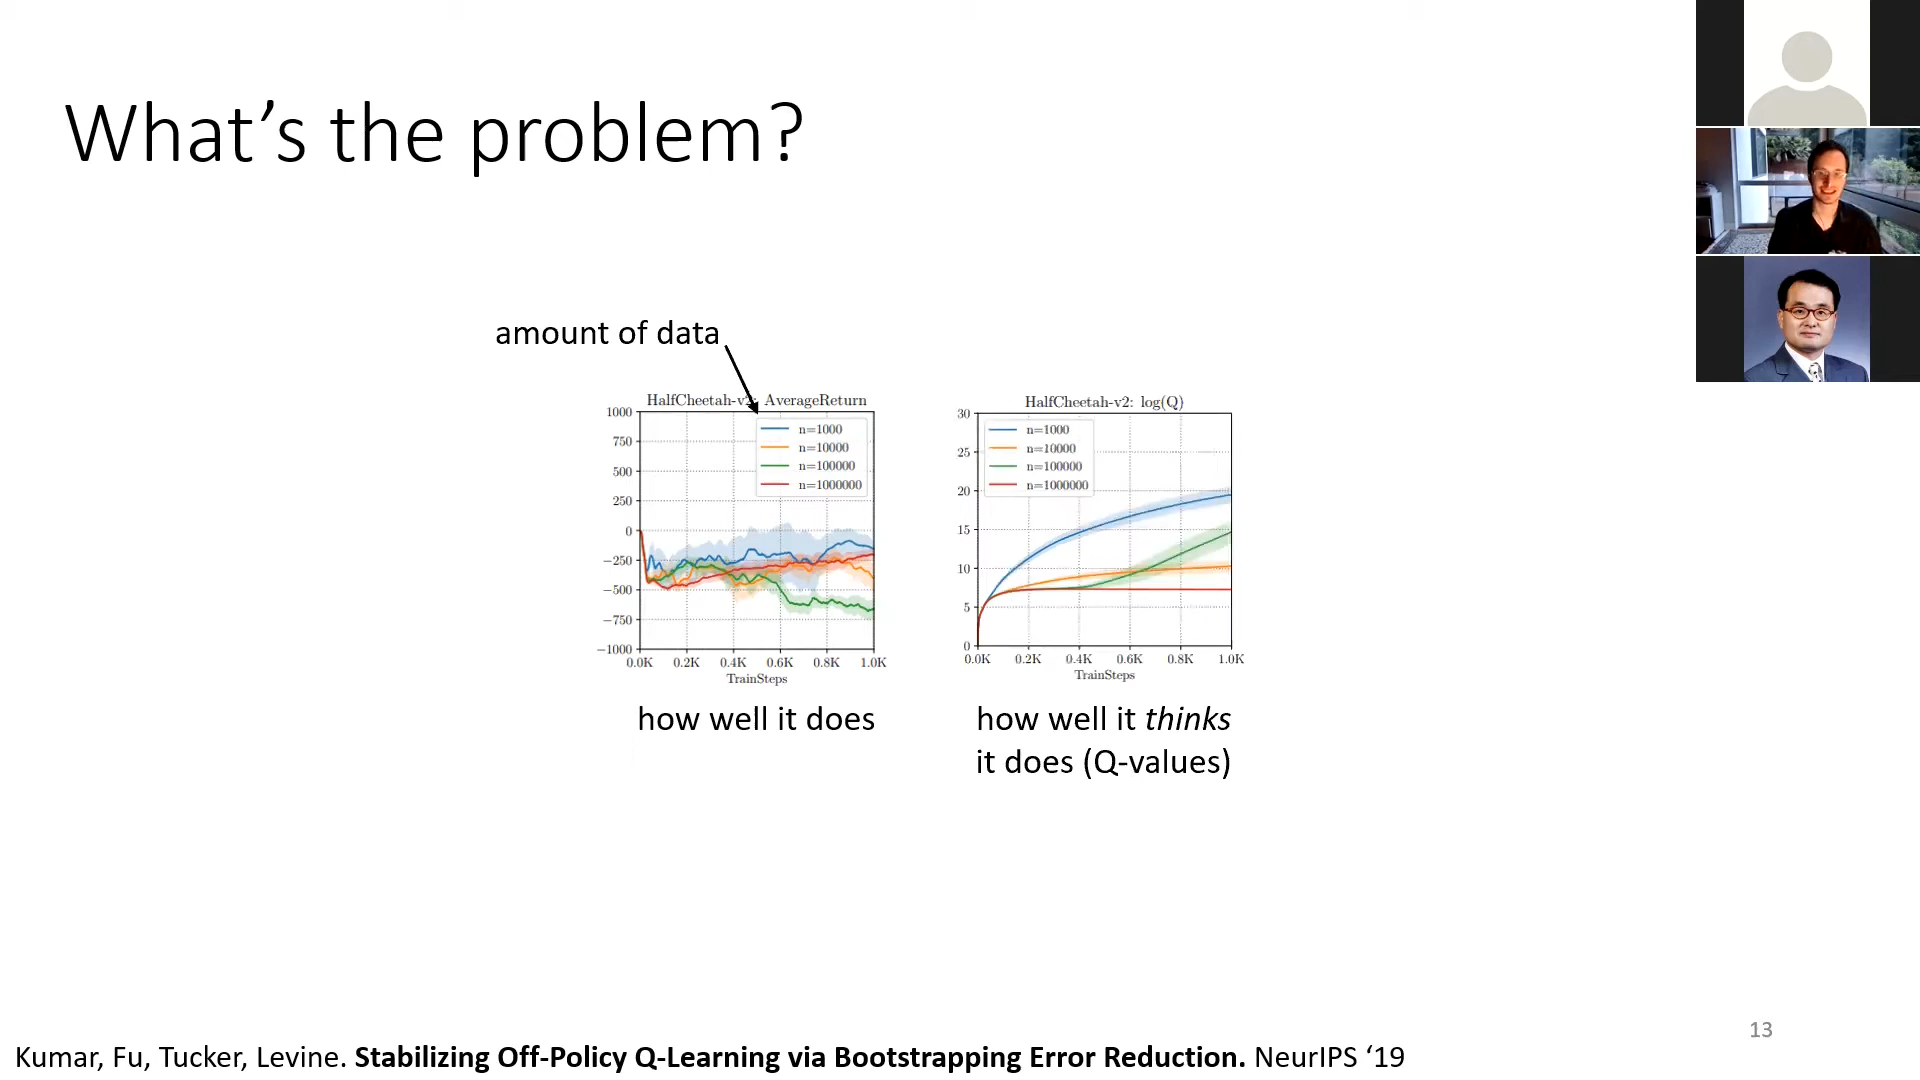 What's the problem?
amount of data
HalfCheetah-v2: AverageReturn
1000
750
500
250
0
−250
−500
−750
−1000
n=1000
n=10000
n=100000
n=1000000
0.0K 0.2K 0.4K 0.6K 0.8K 1.0K
TrainSteps
how well it does
HalfCheetah-v2: log(Q)
30
25
20
15
10
5
0
n=1000
n=10000
n=100000
n=1000000
0.0K 0.2K 0.4K 0.6K 0.8K 1.0K
TrainSteps
how well it thinks
it does (Q-values)
13
Kumar, Fu, Tucker, Levine. Stabilizing Off-Policy Q-Learning via Bootstrapping Error Reduction. NeurIPS ‘19